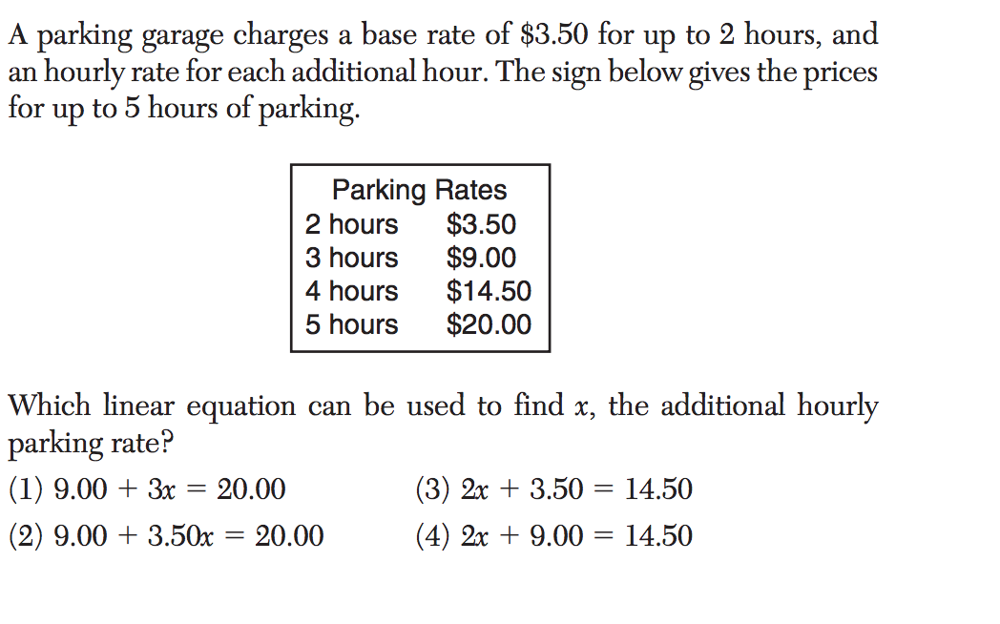 A parking garage charges a base rate of $3.50 for up to 2 hours, and
an hourly rate for each additional hour. The sign below gives the prices
for up to 5 hours of parking.
Parking Rates
2 hours $3.50
3 hours $9.00
4 hours $14.50
5 hours $20.00
Which linear equation can be used to find x, the additional hourly
parking rate?
(1) 9.00 + 3x = 20.00 (3) 2x + 3.50 = 14.50
(2) 9.00 + 3.50x = 20.00 (4) 2x + 9.00 = 14.50